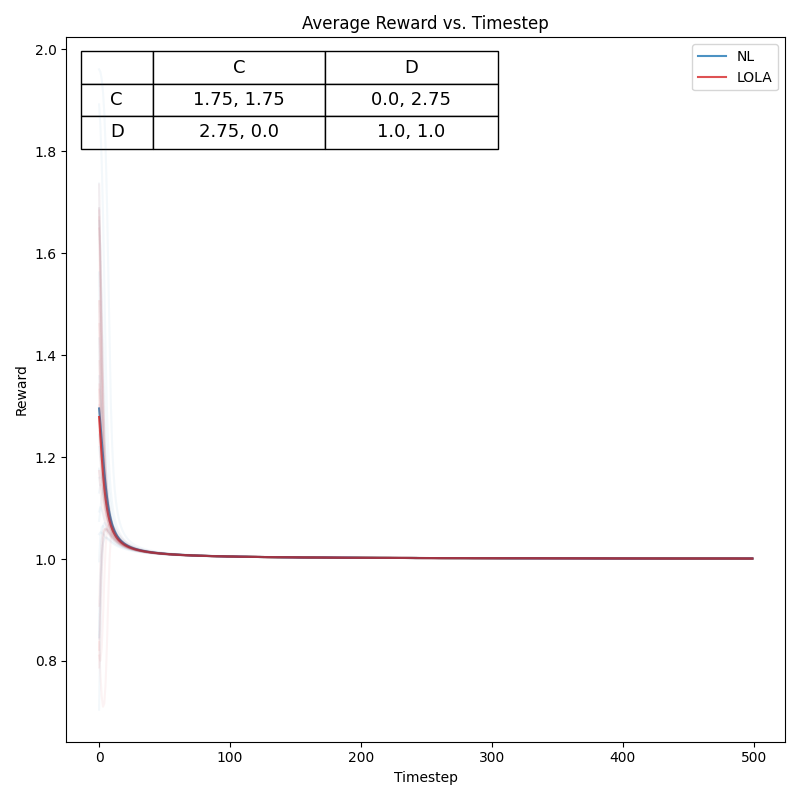 Average Reward vs. Timestep
C D
C 1.75, 1.75 0.0, 2.75
D 2.75, 0.0 1.0, 1.0
NL
LOLA
2.0
1.8
1.6
1.4
1.2
1.0
0.8
Reward
0 100 200 300 400 500
Timestep